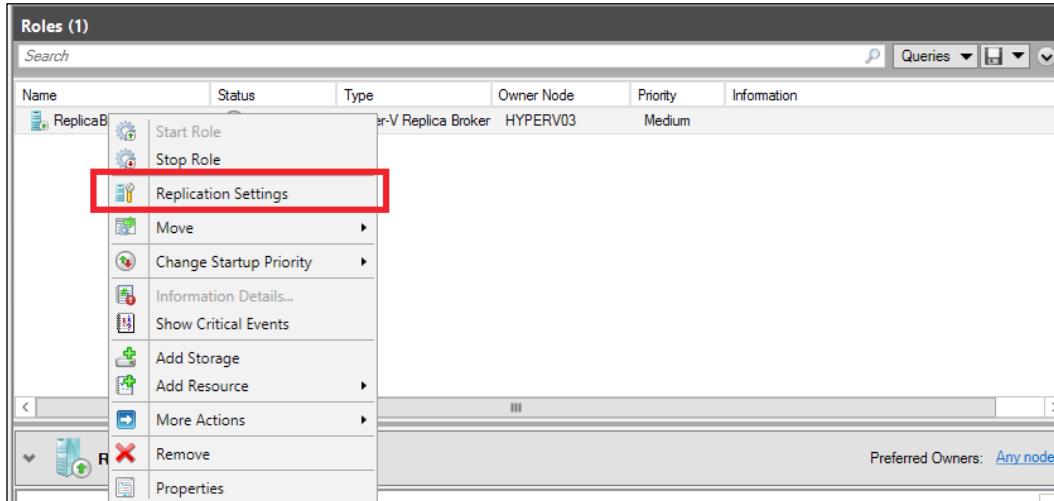 Roles (1)
Search
Queries
Name Status Type Owner Node Priority Information
ReplicaB er-V Replica Broker HYPERV03 Medium
Start Role
Stop Role
Replication Settings
Move
Change Startup Priority
Information Details...
Show Critical Events
Add Storage
Add Resource
More Actions
Remove
Preferred Owners: Any node
Properties